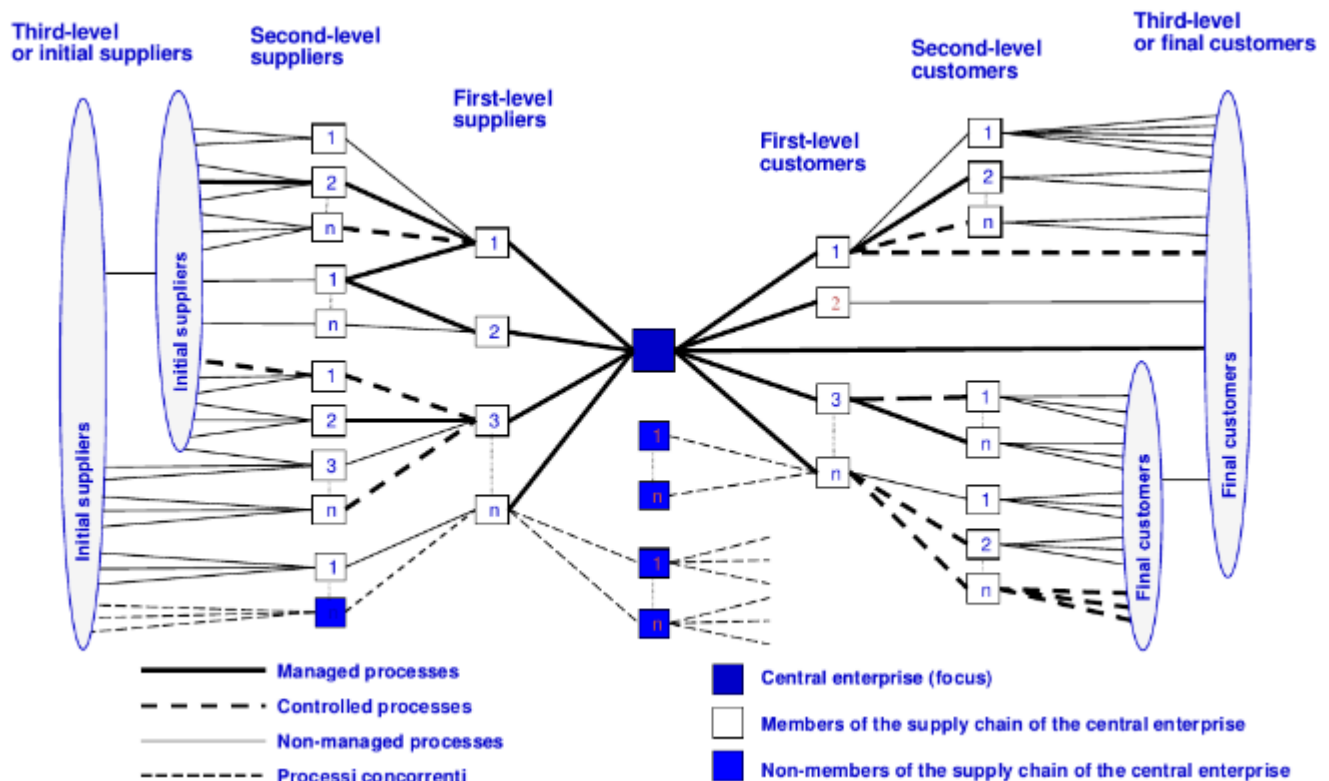 Third-level
or initial suppliers
Second-level
suppliers
First-level
suppliers
First-level
customers
Second-level
customers
Third-level
or final customers
Initial suppliers
Initial suppliers
1
2
n
1
n
1
2
3
n
1
1
2
3
n
1
n
1
n
1
2
3
n
1
2
n
1
n
1
2
n
Final customers
Final customers
Managed processes
Controlled processes
Non-managed processes
Processi concorrenti
Central enterprise (focus)
Members of the supply chain of the central enterprise
Non-members of the supply chain of the central enterprise